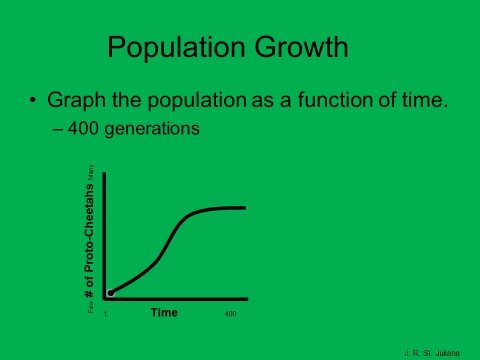 Population Growth
• Graph the population as a function of time.
– 400 generations
Few # of Proto-Cheetahs Many
1 Time 400
J. R. St. Juliana